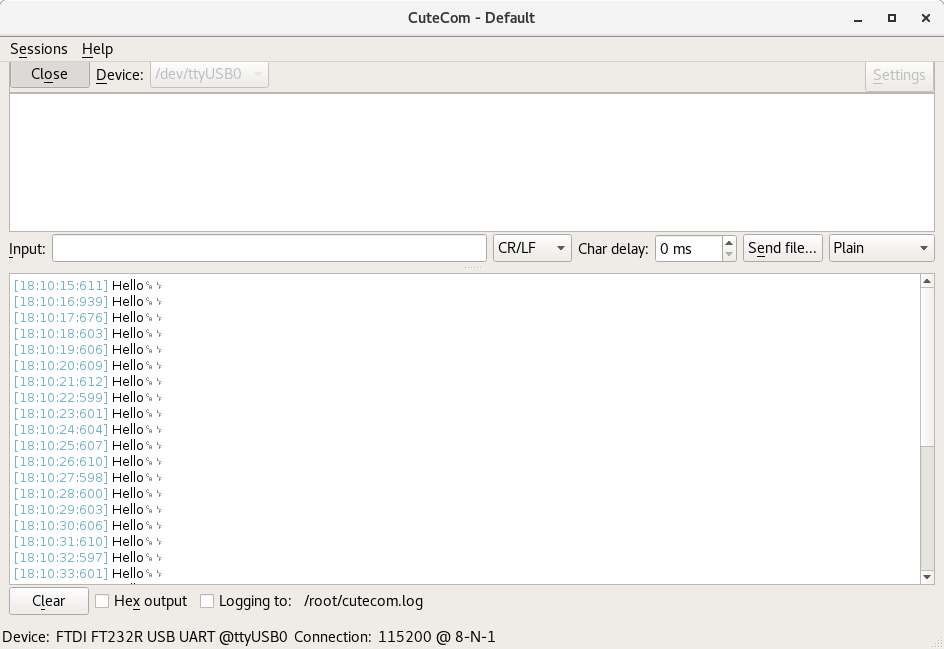 CuteCom - Default
Sessions Help
Close Device: /dev/ttyUSB0 Settings
Input: CR/LF Char delay: 0 ms Send file... Plain
[18:10:15:611] Hello␍␊
[18:10:16:939] Hello␍␊
[18:10:17:676] Hello␍␊
[18:10:18:603] Hello␍␊
[18:10:19:606] Hello␍␊
[18:10:20:609] Hello␍␊
[18:10:21:612] Hello␍␊
[18:10:22:599] Hello␍␊
[18:10:23:601] Hello␍␊
[18:10:24:604] Hello␍␊
[18:10:25:607] Hello␍␊
[18:10:26:610] Hello␍␊
[18:10:27:598] Hello␍␊
[18:10:28:600] Hello␍␊
[18:10:29:603] Hello␍␊
[18:10:30:606] Hello␍␊
[18:10:31:610] Hello␍␊
[18:10:32:597] Hello␍␊
[18:10:33:601] Hello␍␊
Clear Hex output Logging to: /root/cutecom.log
Device: FTDI FT232R USB UART @ttyUSB0 Connection: 115200 @ 8-N-1